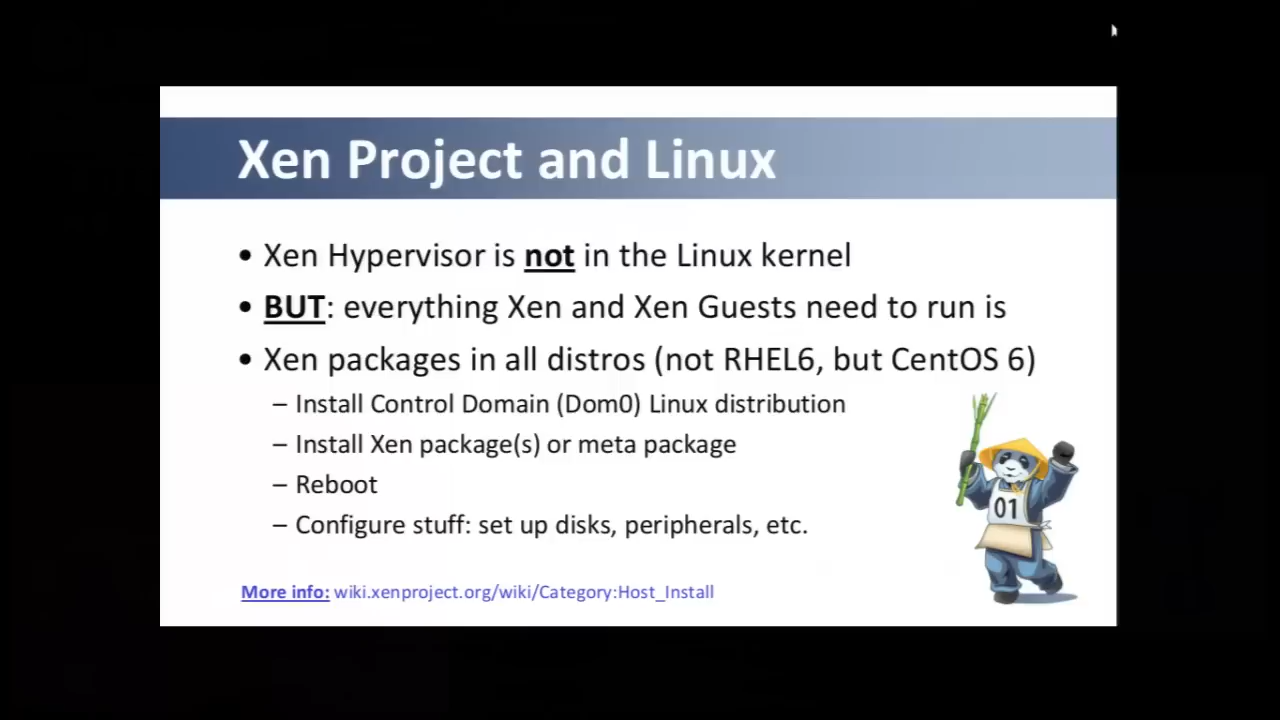 Xen Project and Linux
• Xen Hypervisor is not in the Linux kernel
• BUT: everything Xen and Xen Guests need to run is
• Xen packages in all distros (not RHEL6, but CentOS 6)
– Install Control Domain (Dom0) Linux distribution
– Install Xen package(s) or meta package
– Reboot
– Configure stuff: set up disks, peripherals, etc.
01
More info: wiki.xenproject.org/wiki/Category:Host_Install